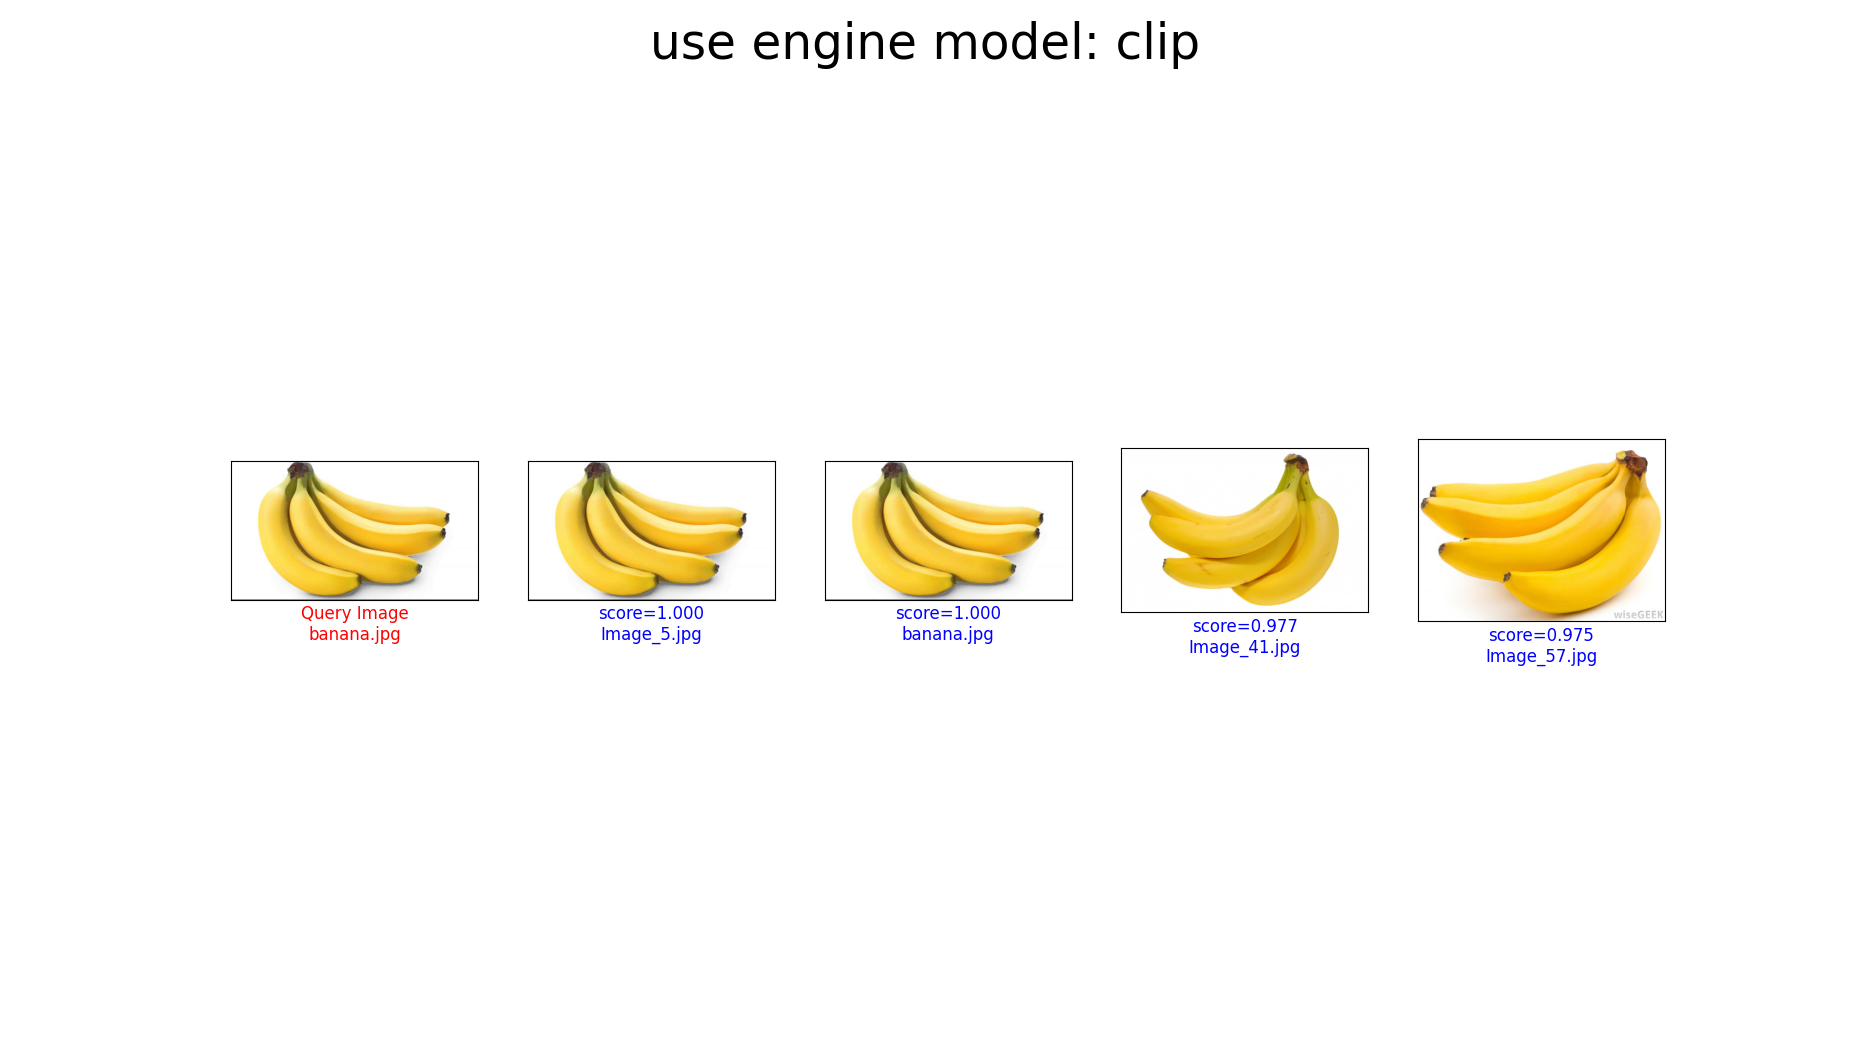 use engine model: clip
Query Image
banana.jpg
score=1.000
Image_5.jpg
score=1.000
banana.jpg
score=0.977
Image_41.jpg
wiseGEEK
score=0.975
Image_57.jpg